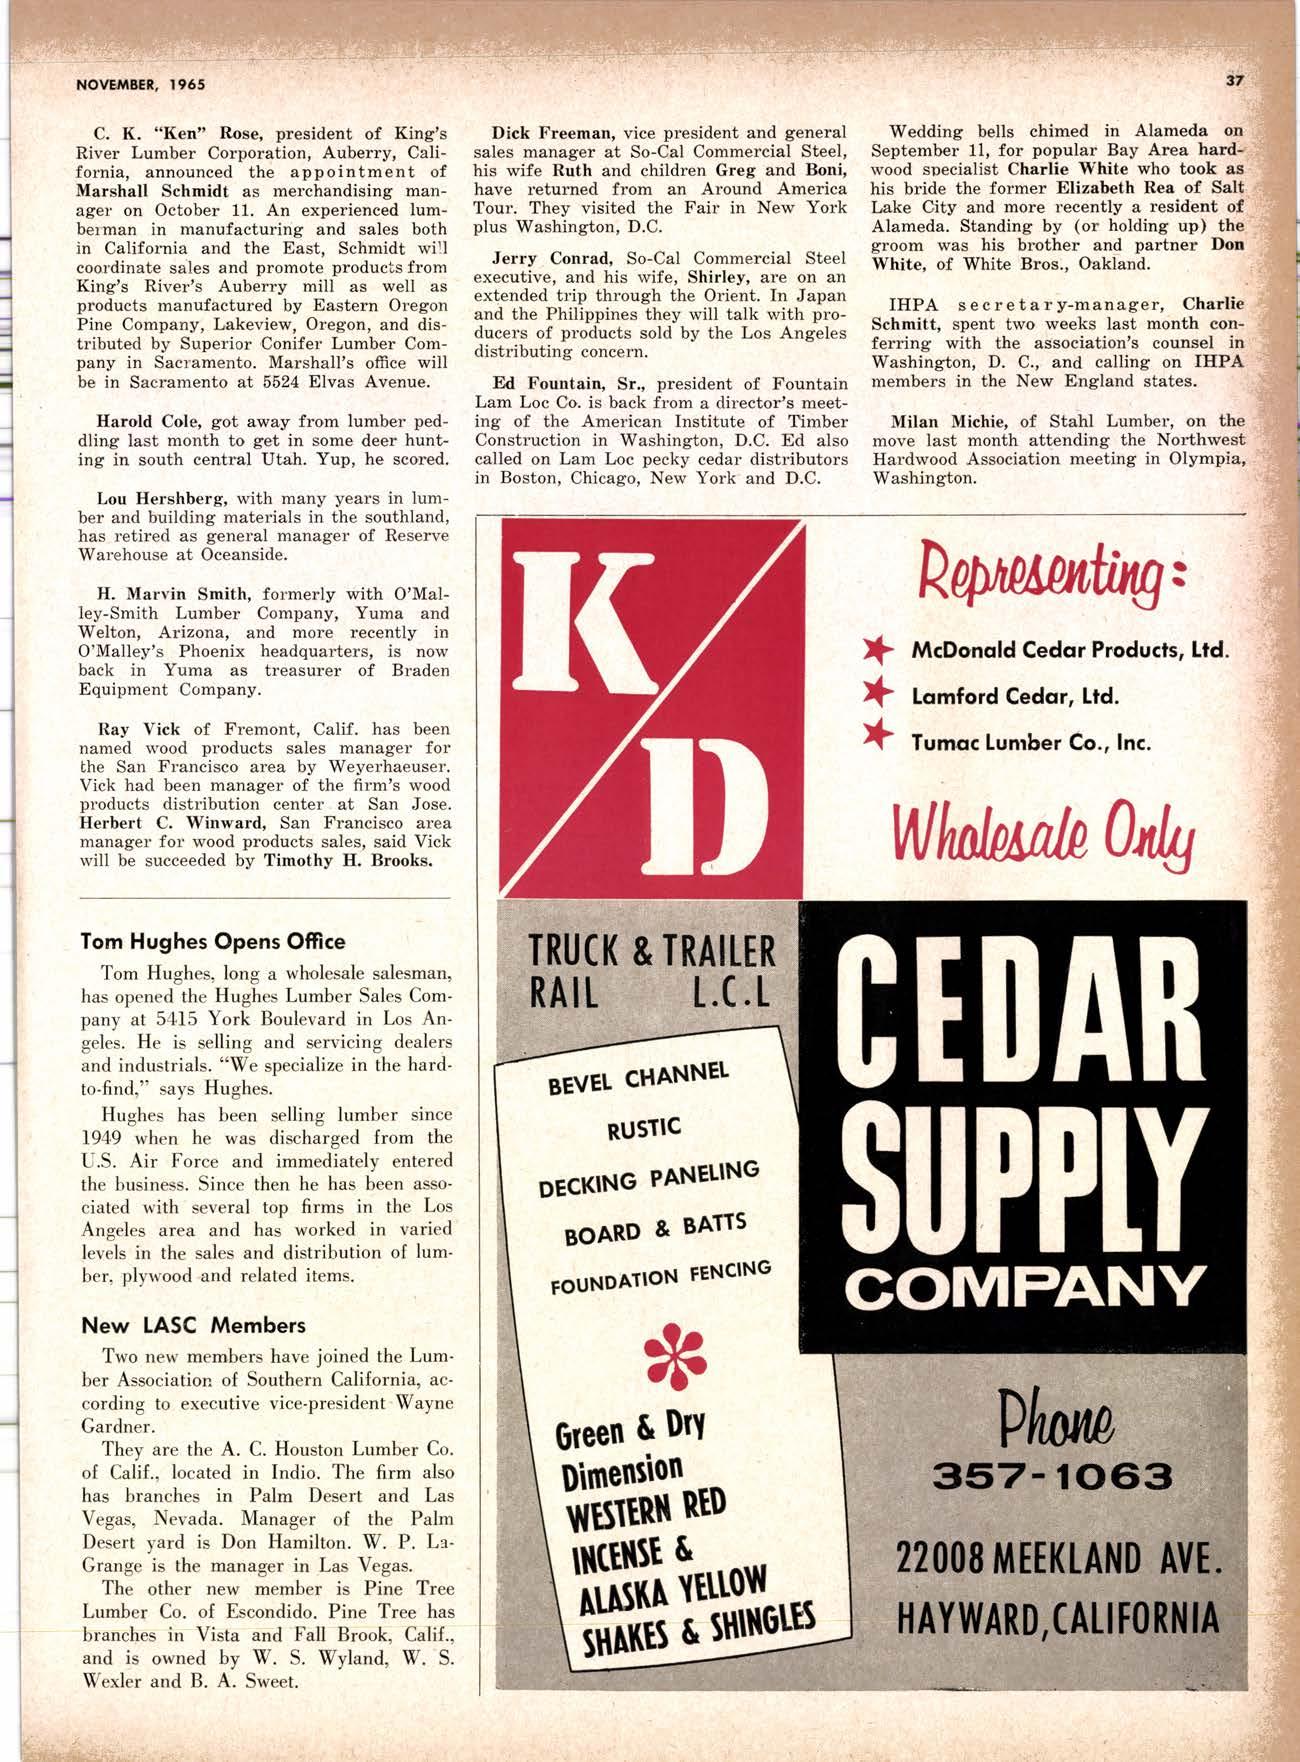 NOVEMBER, 1965
37
C. K. "Ken" Rose, president of King's
River Lumber Corporation, Auberry, Cali-
fornia, announced the appointment of
Marshall Schmidt as merchandising man-
ager on October 11. An experienced lum-
berman in manufacturing and sales both
in California and the East, Schmidt will
coordinate sales and promote products from
King's River's Auberry mill as well as
products manufactured by Eastern Oregon
Pine Company, Lakeview, Oregon, and dis-
tributed by Superior Conifer Lumber Com-
pany in Sacramento. Marshall's office will
be in Sacramento at 5524 Elvas Avenue.
Harold Cole, got away from lumber ped-
dling last month to get in some deer hunt-
ing in south central Utah. Yup, he scored.
Lou Hershberg, with many years in lum-
ber and building materials in the southland,
has retired as general manager of Reserve
Warehouse at Oceanside.
H. Marvin Smith, formerly with O'Mal-
ley-Smith Lumber Company, Yuma and
Welton, Arizona, and more recently in
O'Malley's Phoenix headquarters, is now
back in Yuma as treasurer of Braden
Equipment Company.
Ray Vick of Fremont, Calif. has been
named wood products sales manager for
the San Francisco area by Weyerhaeuser.
Vick had been manager of the firm's wood
products distribution center at San Jose.
Herbert C. Winward, San Francisco area
manager for wood products sales, said Vick
will be succeeded by Timothy H. Brooks.
Tom Hughes Opens Office
Tom Hughes, long a wholesale salesman,
has opened the Hughes Lumber Sales Com-
pany at 5415 York Boulevard in Los An-
geles. He is selling and servicing dealers
and industrials. "We specialize in the hard-
to-find," says Hughes.
Hughes has been selling lumber since
1949 when he was discharged from the
U.S. Air Force and immediately entered
the business. Since then he has been asso-
ciated with several top firms in the Los
Angeles area and has worked in varied
levels in the sales and distribution of lum-
ber, plywood and related items.
New LASC Members
Two new members have joined the Lum-
ber Association of Southern California, ac-
cording to executive vice-president Wayne
Gardner.
They are the A. C. Houston Lumber Co.
of Calif., located in Indio. The firm also
has branches in Palm Desert and Las
Vegas, Nevada. Manager of the Palm
Desert yard is Don Hamilton. W. P. La-
Grange is the manager in Las Vegas.
The other new member is Pine Tree
Lumber Co. of Escondido. Pine Tree has
branches in Vista and Fall Brook, Calif.,
and is owned by W. S. Wyland, W. S.
Wexler and B. A. Sweet.
Dick Freeman, vice president and general
sales manager at So-Cal Commercial Steel,
his wife Ruth and children Greg and Boni,
have returned from an Around America
Tour. They visited the Fair in New York
plus Washington, D.C.
Jerry Conrad, So-Cal Commercial Steel
executive, and his wife, Shirley, are on an
extended trip through the Orient. In Japan
and the Philippines they will talk with pro-
ducers of products sold by the Los Angeles
distributing concern.
Ed Fountain, Sr., president of Fountain
Lam Loc Co. is back from a director's meet-
ing of the American Institute of Timber
Construction in Washington, D.C. Ed also
called on Lam Loc pecky cedar distributors
in Boston, Chicago, New York and D.C.
Wedding bells chimed in Alameda on
September 11, for popular Bay Area hard-
wood specialist Charlie White who took as
his bride the former Elizabeth Rea of Salt
Lake City and more recently a resident of
Alameda. Standing by (or holding up) the
groom was his brother and partner Don
White, of White Bros., Oakland.
IHPA secretary-manager, Charlie
Schmitt, spent two weeks last month con-
ferring with the association's counsel in
Washington, D. C., and calling on IHPA
members in the New England states.
Milan Michie, of Stahl Lumber, on the
move last month attending the Northwest
Hardwood Association meeting in Olympia,
Washington.
K/D
Representing:
McDonald Cedar Products, Ltd.
Lamford Cedar, Ltd.
Tumac Lumber Co., Inc.
Wholesale Only
TRUCK & TRAILER
RAIL L.C.L
BEVEL CHANNEL
RUSTIC
DECKING PANELING
BOARD & BATTS
FOUNDATION FENCING
Green & Dry
Dimension
WESTERN RED
INCENSE &
ALASKA YELLOW
SHAKES & SHINGLES
CEDAR
SUPPLY
COMPANY
Phone
357-1063
22008 MEEKLAND AVE.
HAYWARD, CALIFORNIA